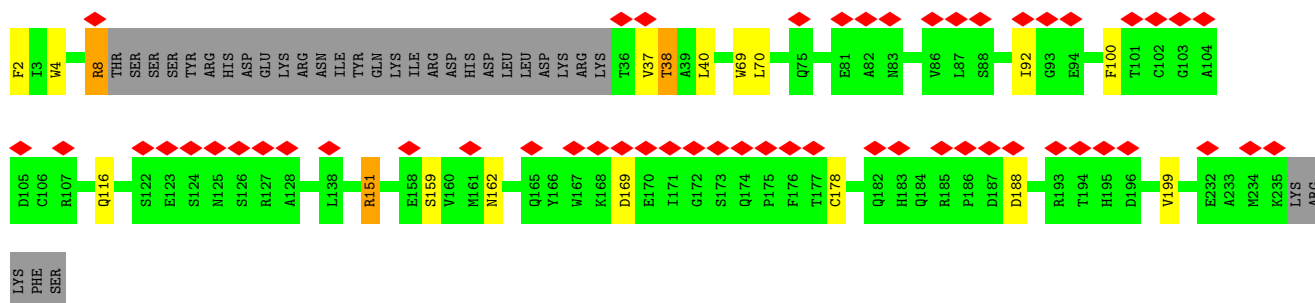 F2 I3 W4 R8 THR SER SER SER TYR ARG HIS ASP GLU LYS ARG ASN ILE TYR GLN LYS ILE ARG ASP HIS ASP LEU LEU ASP LYS ARG LYS T36 V37 T38 A39 L40 W69 L70 Q75 E81 A82 N83 V86 L87 S88 I92 G93 E94 F100 T101 C102 G103 A104
D105 C106 R107 Q116 S122 E123 S124 N125 S126 R127 A128 L138 R151 E158 S159 V160 M161 N162 Q165 Y166 W167 K168 D169 E170 I171 G172 S173 Q174 P175 F176 T177 C178 Q182 H183 Q184 R185 P186 D187 D188 R193 T194 H195 D196 V199 E232 A233 M234 K235 LYS ARG
LYS PHE SER